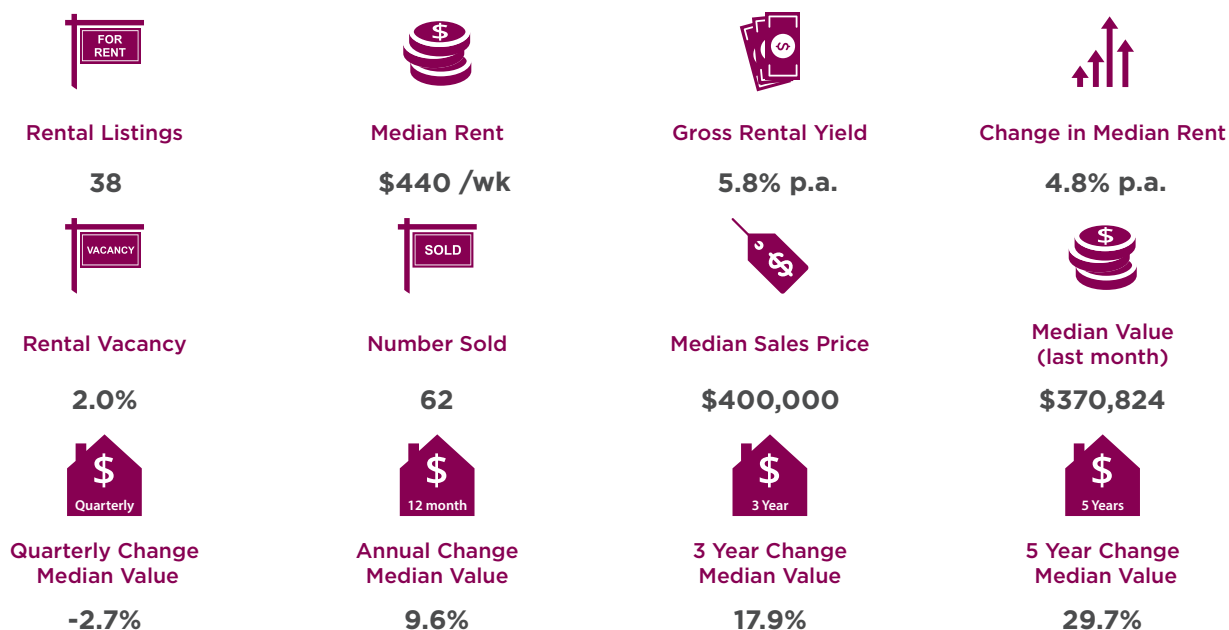 FOR
RENT
$
$
Rental Listings
Median Rent
Gross Rental Yield
Change in Median Rent
38
$440 /wk
5.8% p.a.
4.8% p.a.
VACANCY
SOLD
$
$
Rental Vacancy
Number Sold
Median Sales Price
Median Value
(last month)
2.0%
62
$400,000
$370,824
$
Quarterly
$
12 month
$
3 Year
$
5 Years
Quarterly Change
Median Value
Annual Change
Median Value
3 Year Change
Median Value
5 Year Change
Median Value
-2.7%
9.6%
17.9%
29.7%